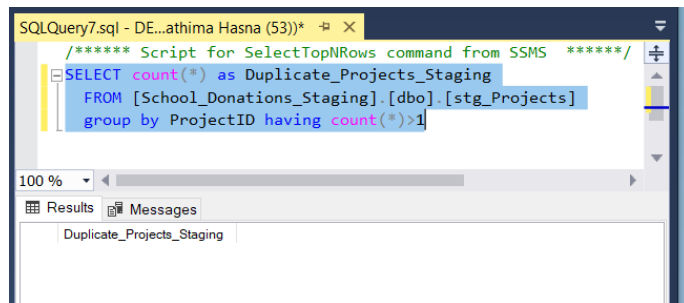 SQLQuery7.sql - DE...athima Hasna (53))*
/****** Script for SelectTopNRows command from SSMS ******/
SELECT count(*) as Duplicate_Projects_Staging
FROM [School_Donations_Staging].[dbo].[stg_Projects]
group by ProjectID having count(*)>1
100 %
Results Messages
Duplicate_Projects_Staging